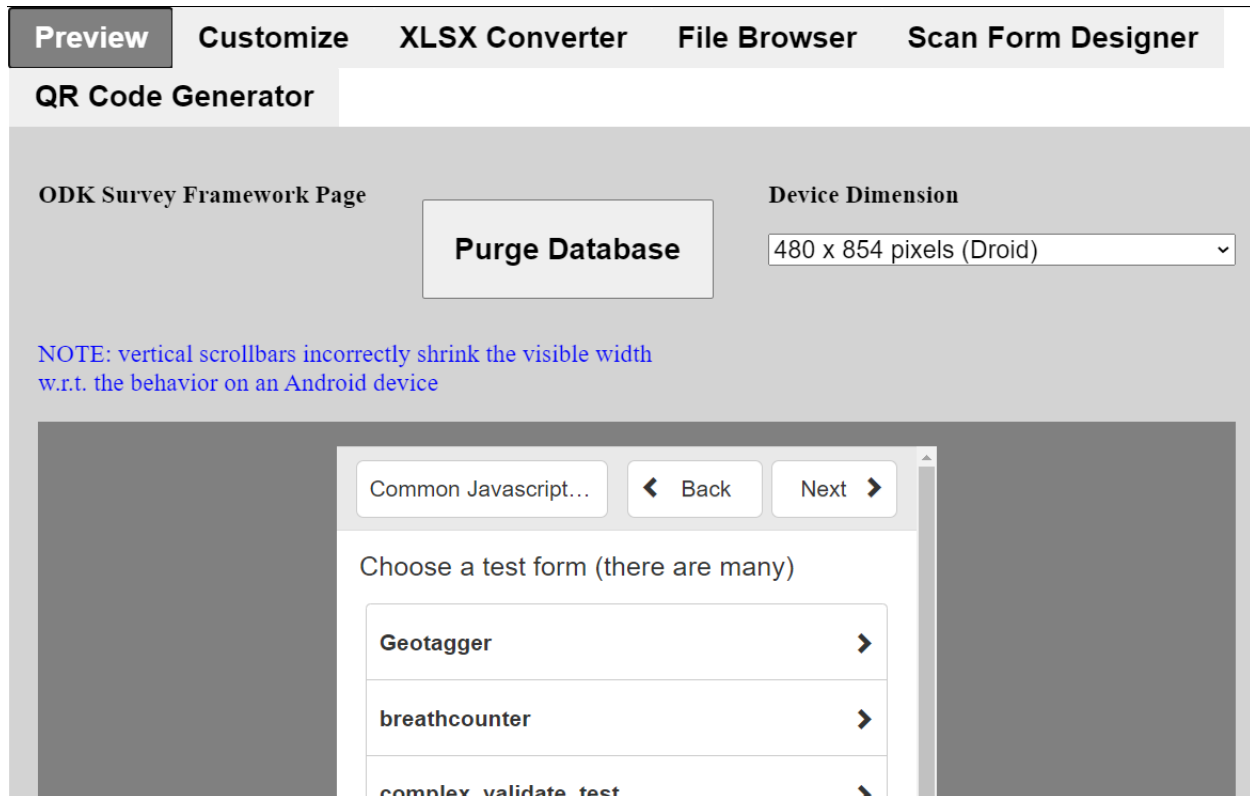 Preview Customize XLSX Converter File Browser Scan Form Designer
QR Code Generator
ODK Survey Framework Page
Purge Database
Device Dimension
480 x 854 pixels (Droid)
NOTE: vertical scrollbars incorrectly shrink the visible width
w.r.t. the behavior on an Android device
Common Javascript… Back Next
Choose a test form (there are many)
Geotagger
breathcounter
complex_validate_test